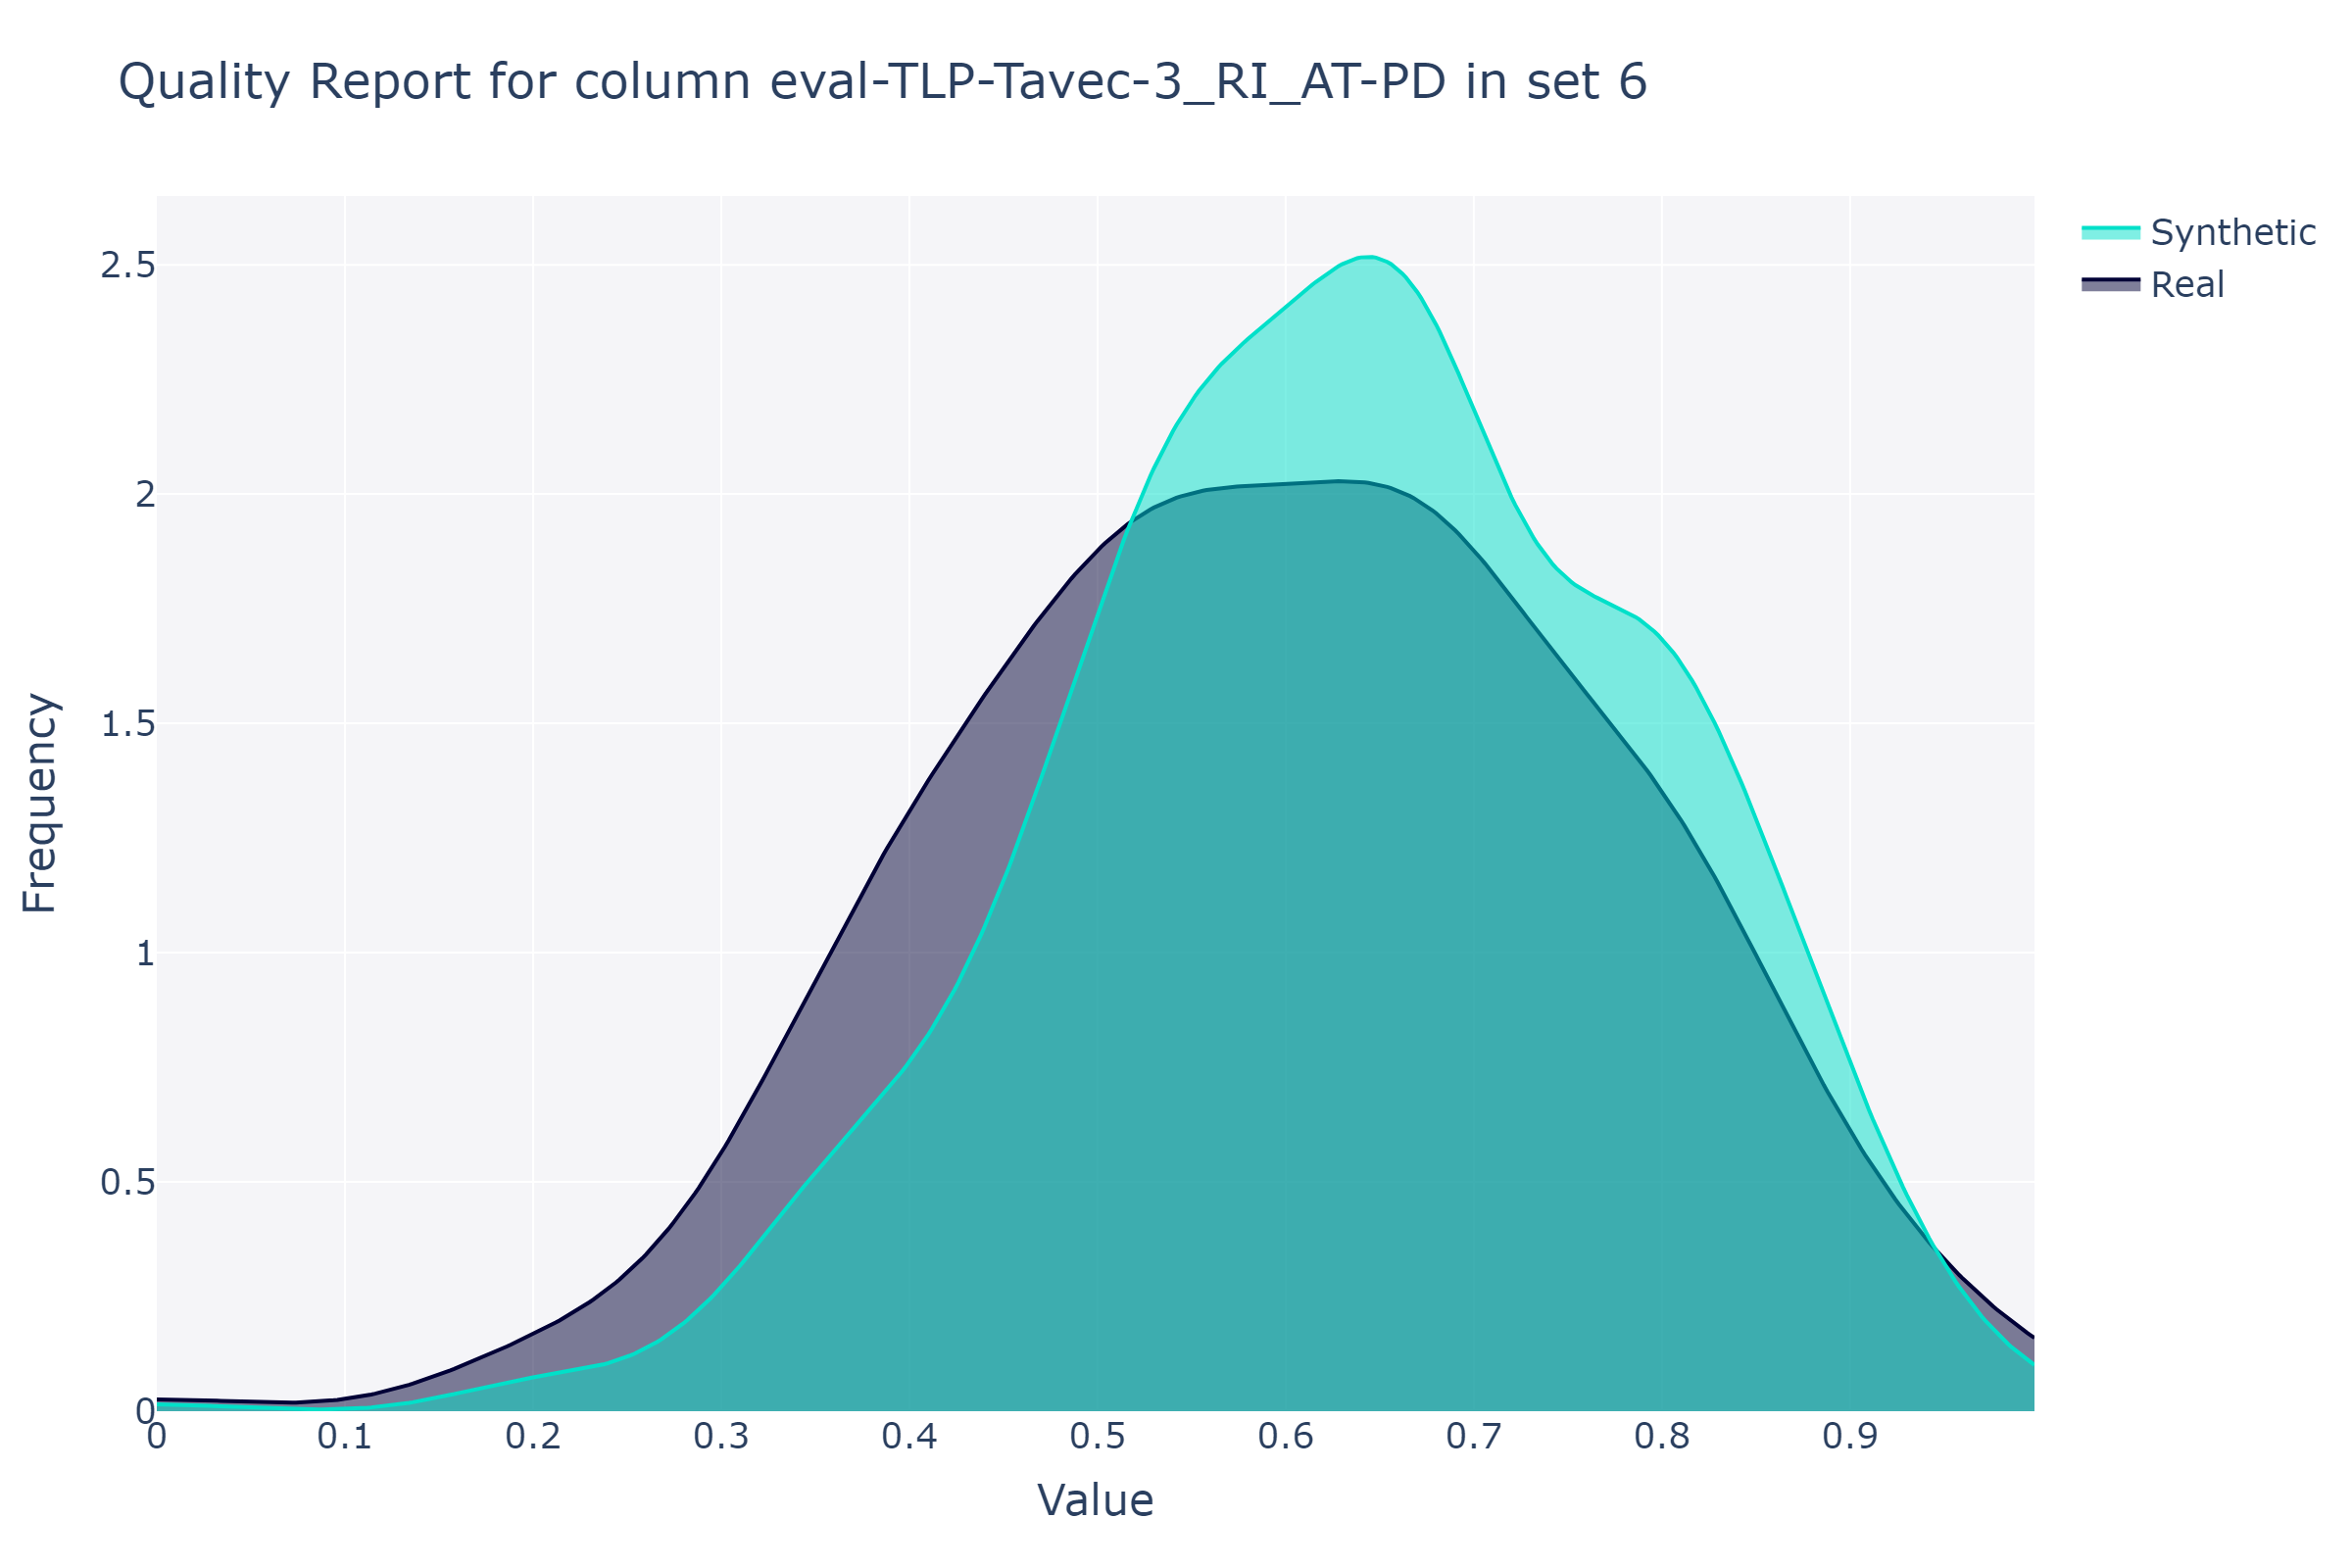 Quality Report for column eval-TLP-Tavec-3_RI_AT-PD in set 6
Synthetic
Real
Frequency
2.5
2
1.5
1
0.5
0
0 0.1 0.2 0.3 0.4 0.5 0.6 0.7 0.8 0.9
Value